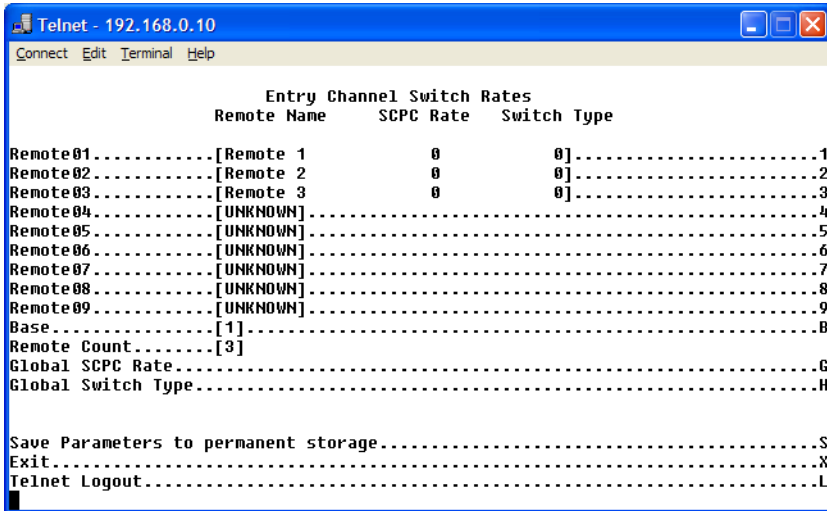 Telnet - 192.168.0.10
Connect Edit Terminal Help
Entry Channel Switch Rates
Remote Name SCPC Rate Switch Type
Remote01............[Remote 1 0 0]........................1
Remote02............[Remote 2 0 0]........................2
Remote03............[Remote 3 0 0]........................3
Remote04............[UNKNOWN]...................................................4
Remote05............[UNKNOWN]...................................................5
Remote06............[UNKNOWN]...................................................6
Remote07............[UNKNOWN]...................................................7
Remote08............[UNKNOWN]...................................................8
Remote09............[UNKNOWN]...................................................9
Base................[1].........................................................B
Remote Count........[3]
Global SCPC Rate................................................................G
Global Switch Type..............................................................H
Save Parameters to permanent storage............................................S
Exit............................................................................X
Telnet Logout...................................................................L